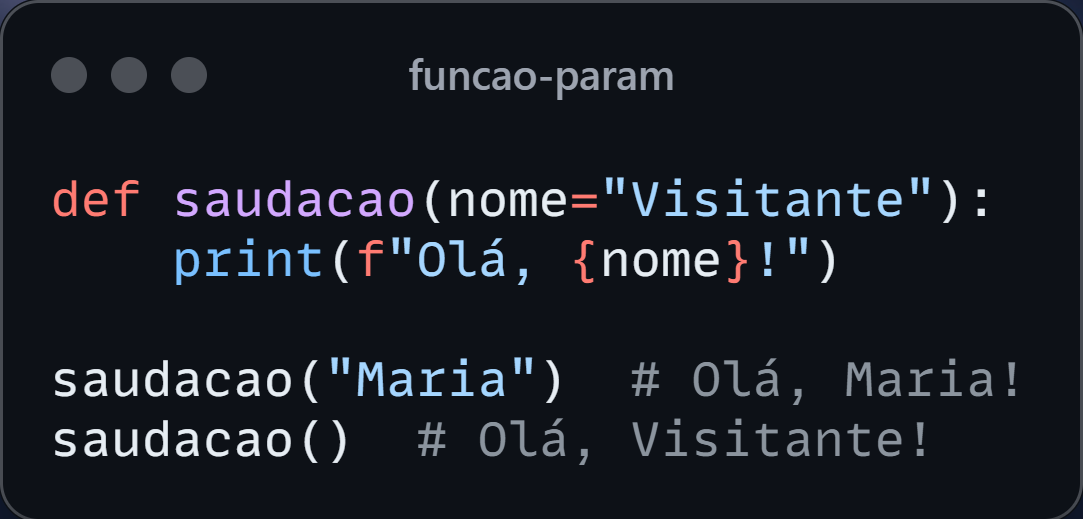 funcao-param
def saudacao(nome="Visitante"):
    print(f"Olá, {nome}!")
saudacao("Maria")  # Olá, Maria!
saudacao()  # Olá, Visitante!